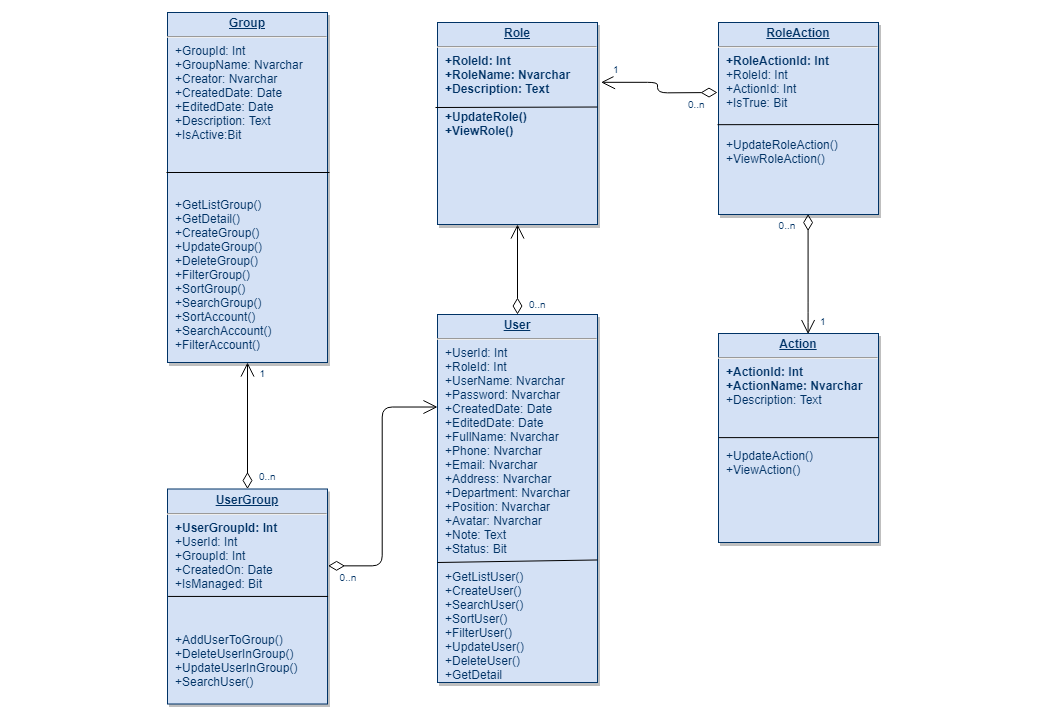 Group
+GroupId: Int
+GroupName: Nvarchar
+Creator: Nvarchar
+CreatedDate: Date
+EditedDate: Date
+Description: Text
+IsActive:Bit
+GetListGroup()
+GetDetail()
+CreateGroup()
+UpdateGroup()
+DeleteGroup()
+FilterGroup()
+SortGroup()
+SearchGroup()
+SortAccount()
+SearchAccount()
+FilterAccount()
1
0..n
UserGroup
+UserGroupId: Int
+UserId: Int
+GroupId: Int
+CreatedOn: Date
+IsManaged: Bit
+AddUserToGroup()
+DeleteUserInGroup()
+UpdateUserInGroup()
+SearchUser()
0..n
Role
+RoleId: Int
+RoleName: Nvarchar
+Description: Text
+UpdateRole()
+ViewRole()
0..n
User
+UserId: Int
+RoleId: Int
+UserName: Nvarchar
+Password: Nvarchar
+CreatedDate: Date
+EditedDate: Date
+FullName: Nvarchar
+Phone: Nvarchar
+Email: Nvarchar
+Address: Nvarchar
+Department: Nvarchar
+Position: Nvarchar
+Avatar: Nvarchar
+Note: Text
+Status: Bit
+GetListUser()
+CreateUser()
+SearchUser()
+SortUser()
+FilterUser()
+UpdateUser()
+DeleteUser()
+GetDetail
1
0..n
RoleAction
+RoleActionId: Int
+RoleId: Int
+ActionId: Int
+IsTrue: Bit
+UpdateRoleAction()
+ViewRoleAction()
0..n
1
Action
+ActionId: Int
+ActionName: Nvarchar
+Description: Text
+UpdateAction()
+ViewAction()